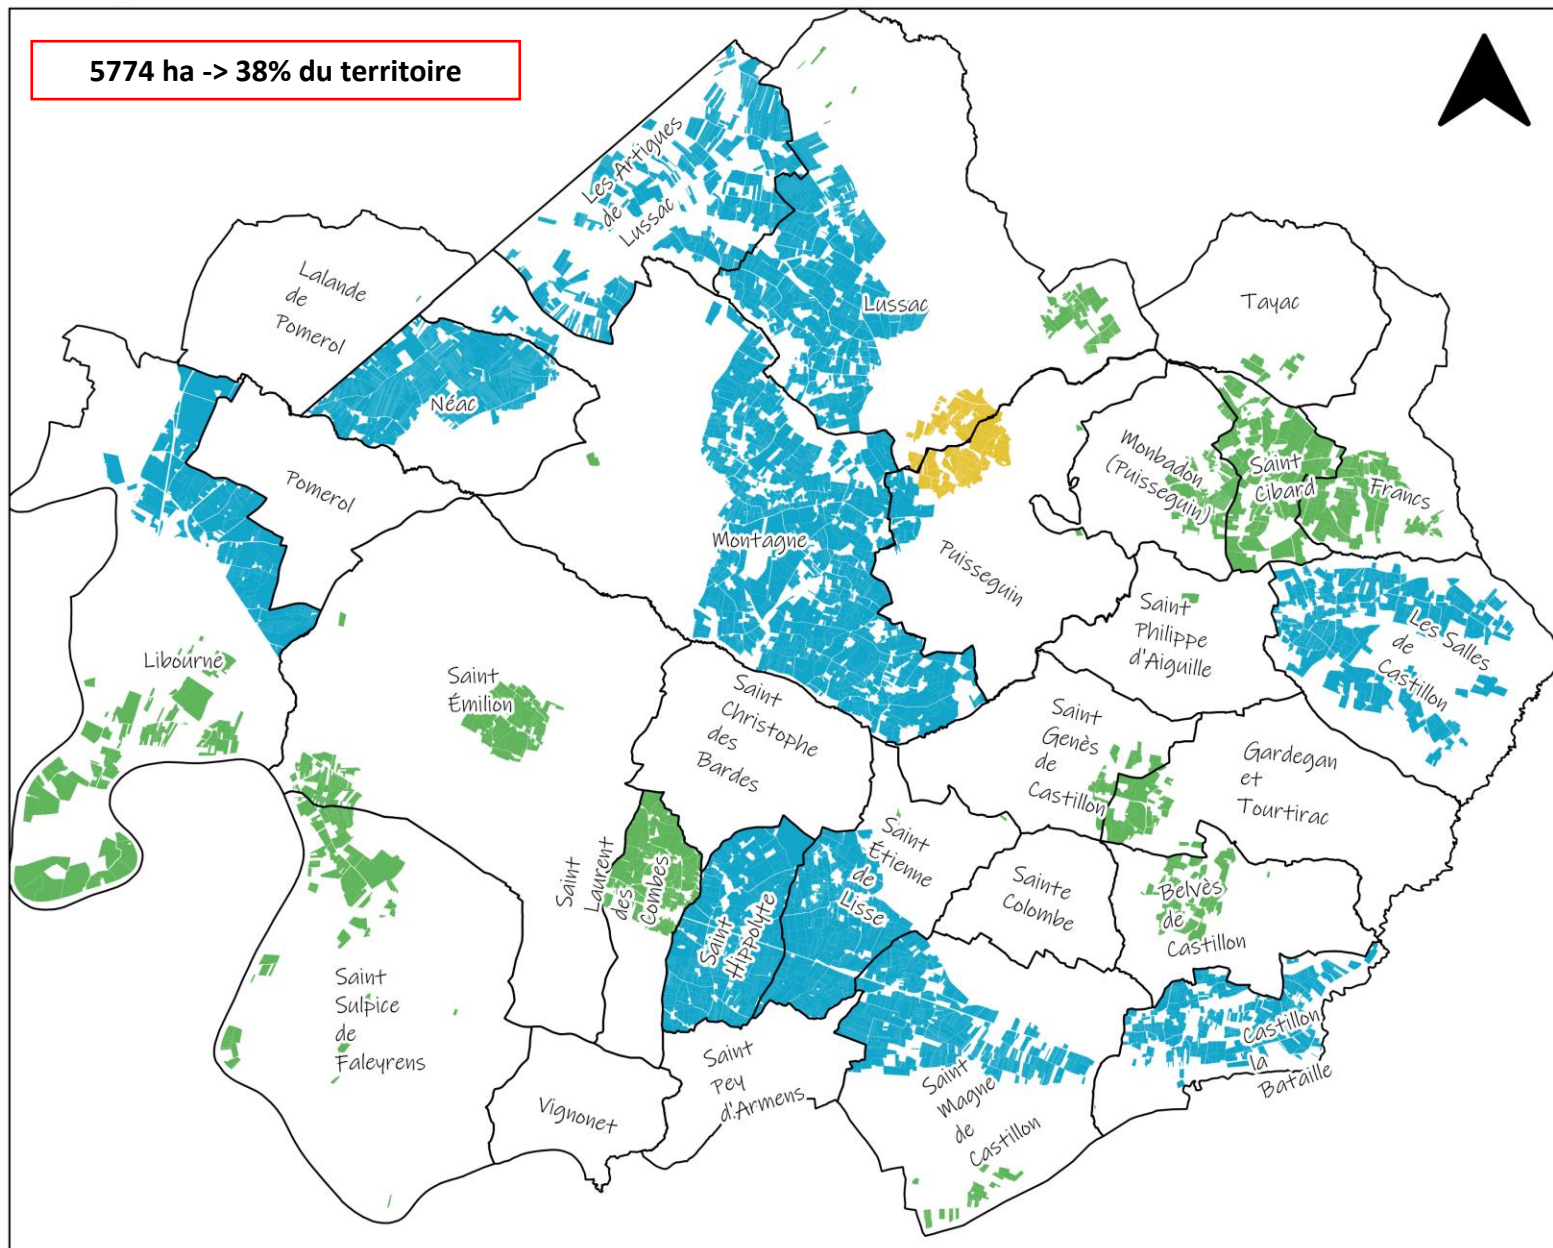 5774 ha -> 38% du territoire
Les Artigues
de
Lussac
Lalande
de
Pomerol
Lussac
Tayac
Néac
Pomerol
Montagne
Monbadon
(Puisseguin)
Saint
Cibard
Francs
Puisseguin
Saint
Philippe
d'Aiguille
Les Salles
de
Castillon
Libourne
Saint
Émilion
Saint
Christophe
des
Bardes
Saint
Genès
de
Castillon
Gardegan
et
Tourtirac
Saint
Laurent
des
Combes
Saint
Hippolyte
Saint
Étienne
de
Lisse
Sainte
Colombe
Belvès
de
Castillon
Saint
Sulpice
de
Faleyrens
Vignonet
Saint
Pey
d'Armens
Saint
Magne
de
Castillon
Castillon
la
Bataille